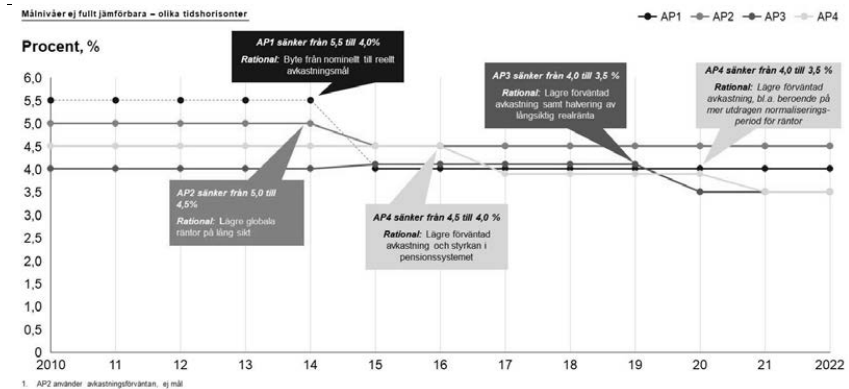 Målnivåer ej fullt jämförbara – olika tidshorisonter
AP1 AP2 AP3 AP4
Procent, %
AP1 sänker från 5,5 till 4,0%
Rational: Byte från nominellt till reellt
avkastningsmål
AP3 sänker från 4,0 till 3,5 %
Rational: Lägre förväntad
avkastning samt halvering av
långsiktig realränta
AP4 sänker från 4,0 till 3,5 %
Rational: Lägre förväntad
avkastning, bl.a. beroende på
mer utdragen normaliserings-
period för räntor
6,0
5,5
5,0
4,5
4,0
3,5
3,0
2,5
2,0
1,5
1,0
0,5
0
AP2 sänker från 5,0 till
4,5%
Rational: Lägre globala
räntor på lång sikt
AP4 sänker från 4,5 till 4,0 %
Rational: Lägre förväntad
avkastning och styrkan i
pensionssystemet
2010 11 12 13 14 15 16 17 18 19 20 21 2022
1. AP2 använder avkastningsförväntan, ej mål